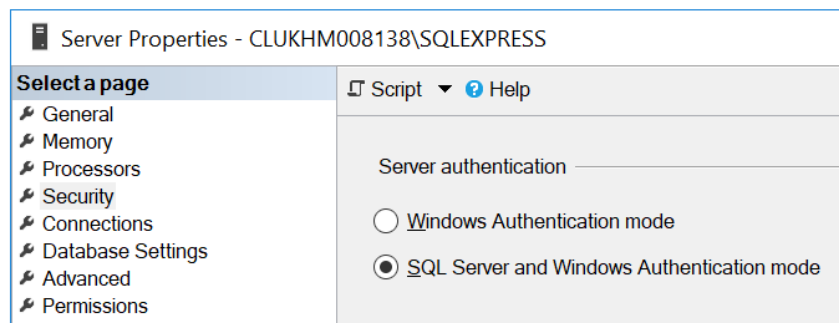 Server Properties - CLUKHM008138\SQLEXPRESS
Select a page
General
Memory
Processors
Security
Connections
Database Settings
Advanced
Permissions
Script
Help
Server authentication
Windows Authentication mode
SQL Server and Windows Authentication mode